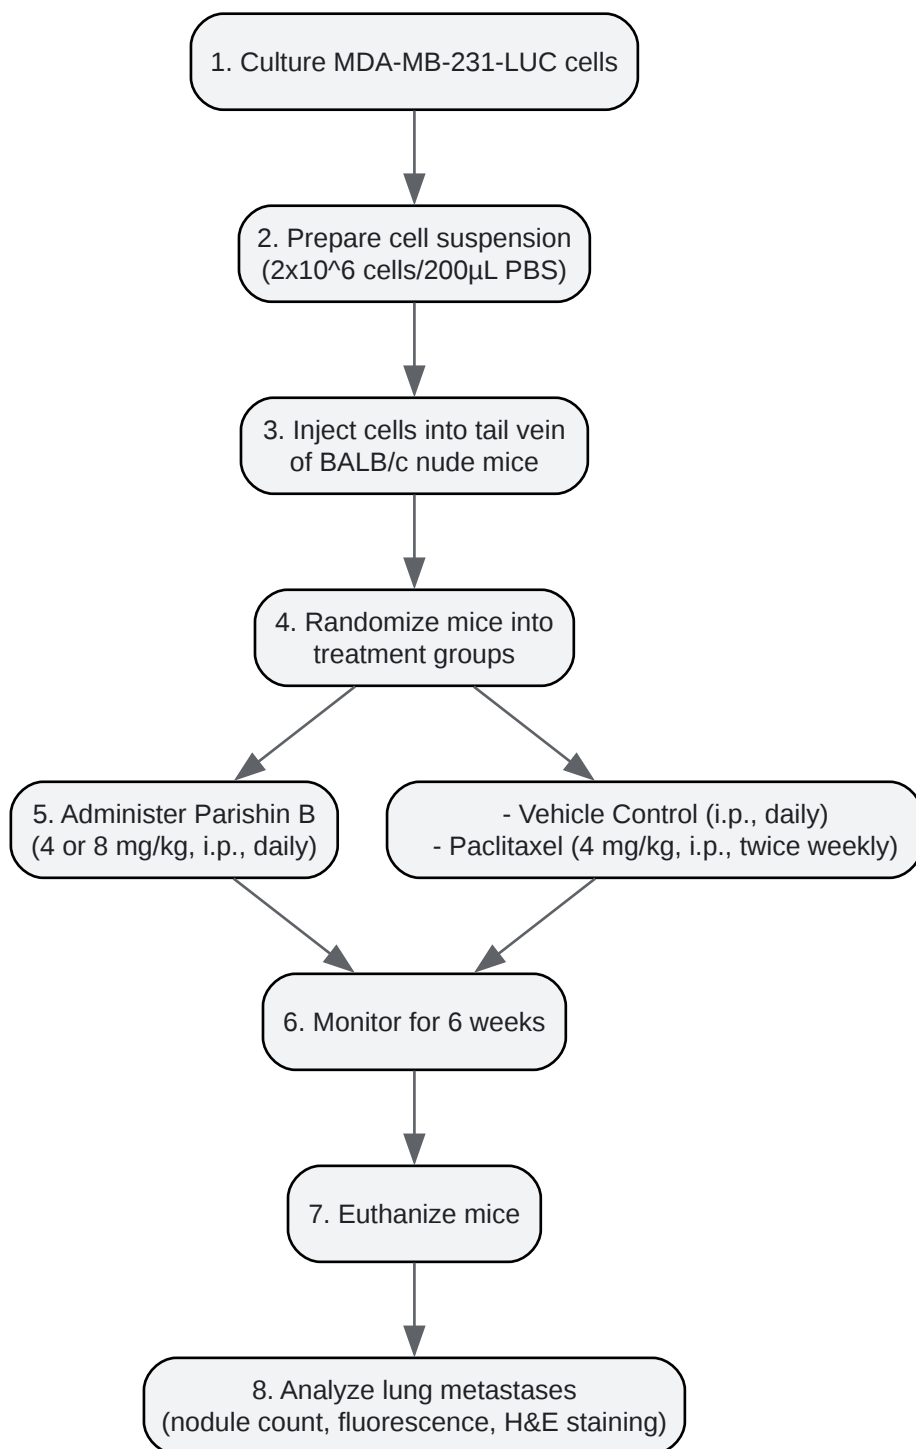 1. Culture MDA-MB-231-LUC cells
2. Prepare cell suspension
(2x10^6 cells/200µL PBS)
3. Inject cells into tail vein
of BALB/c nude mice
4. Randomize mice into
treatment groups
5. Administer Parishin B
(4 or 8 mg/kg, i.p., daily)
- Vehicle Control (i.p., daily)
- Paclitaxel (4 mg/kg, i.p., twice weekly)
6. Monitor for 6 weeks
7. Euthanize mice
8. Analyze lung metastases
(nodule count, fluorescence, H&E staining)